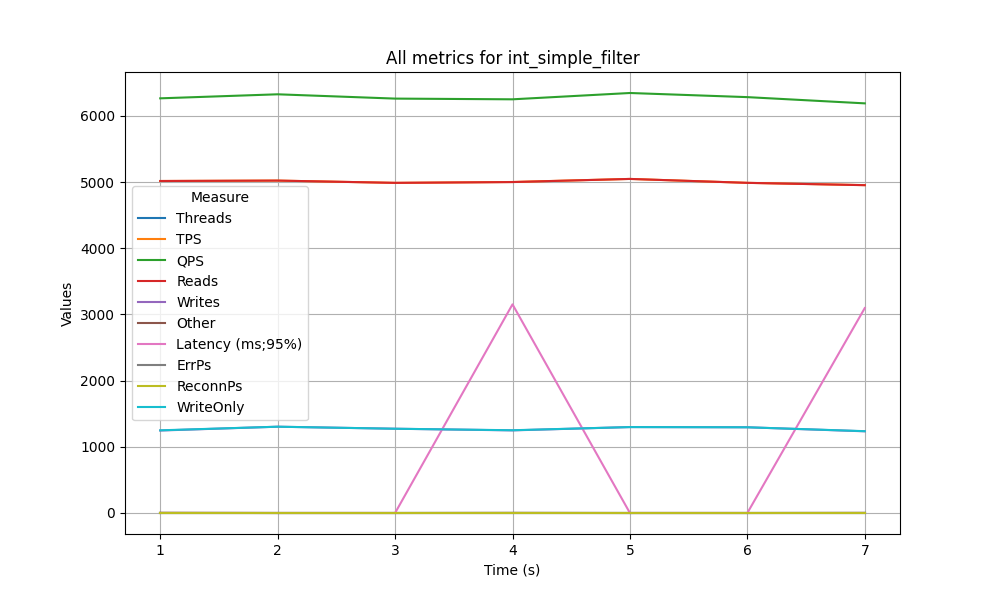 All metrics for int_simple_filter
Values
6000
5000
4000
3000
2000
1000
0
Measure
Threads
TPS
QPS
Reads
Writes
Other
Latency (ms;95%)
ErrPs
ReconnPs
WriteOnly
1 2 3 4 5 6 7
Time (s)